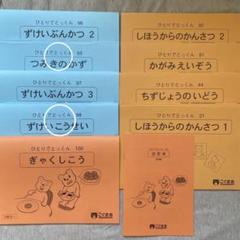 ひとりでとっくん 96
ずけいぶんかつ 2
ひとりでとっくん
つみきのかず
ひとりでとっくん
ずけいぶんかつ 3
ひとりでとっくん
ずけいこうせい
ひとりでとっくん 100
ぎゃくしこう
ひとりでとっくん
しほうからのかんさつ 2
ひとりでとっくん
かがみえいぞう
ひとりでとっくん
ちずじょうのいどう
ひとりでとっくん
しほうからのかんさつ 1
こぐま会